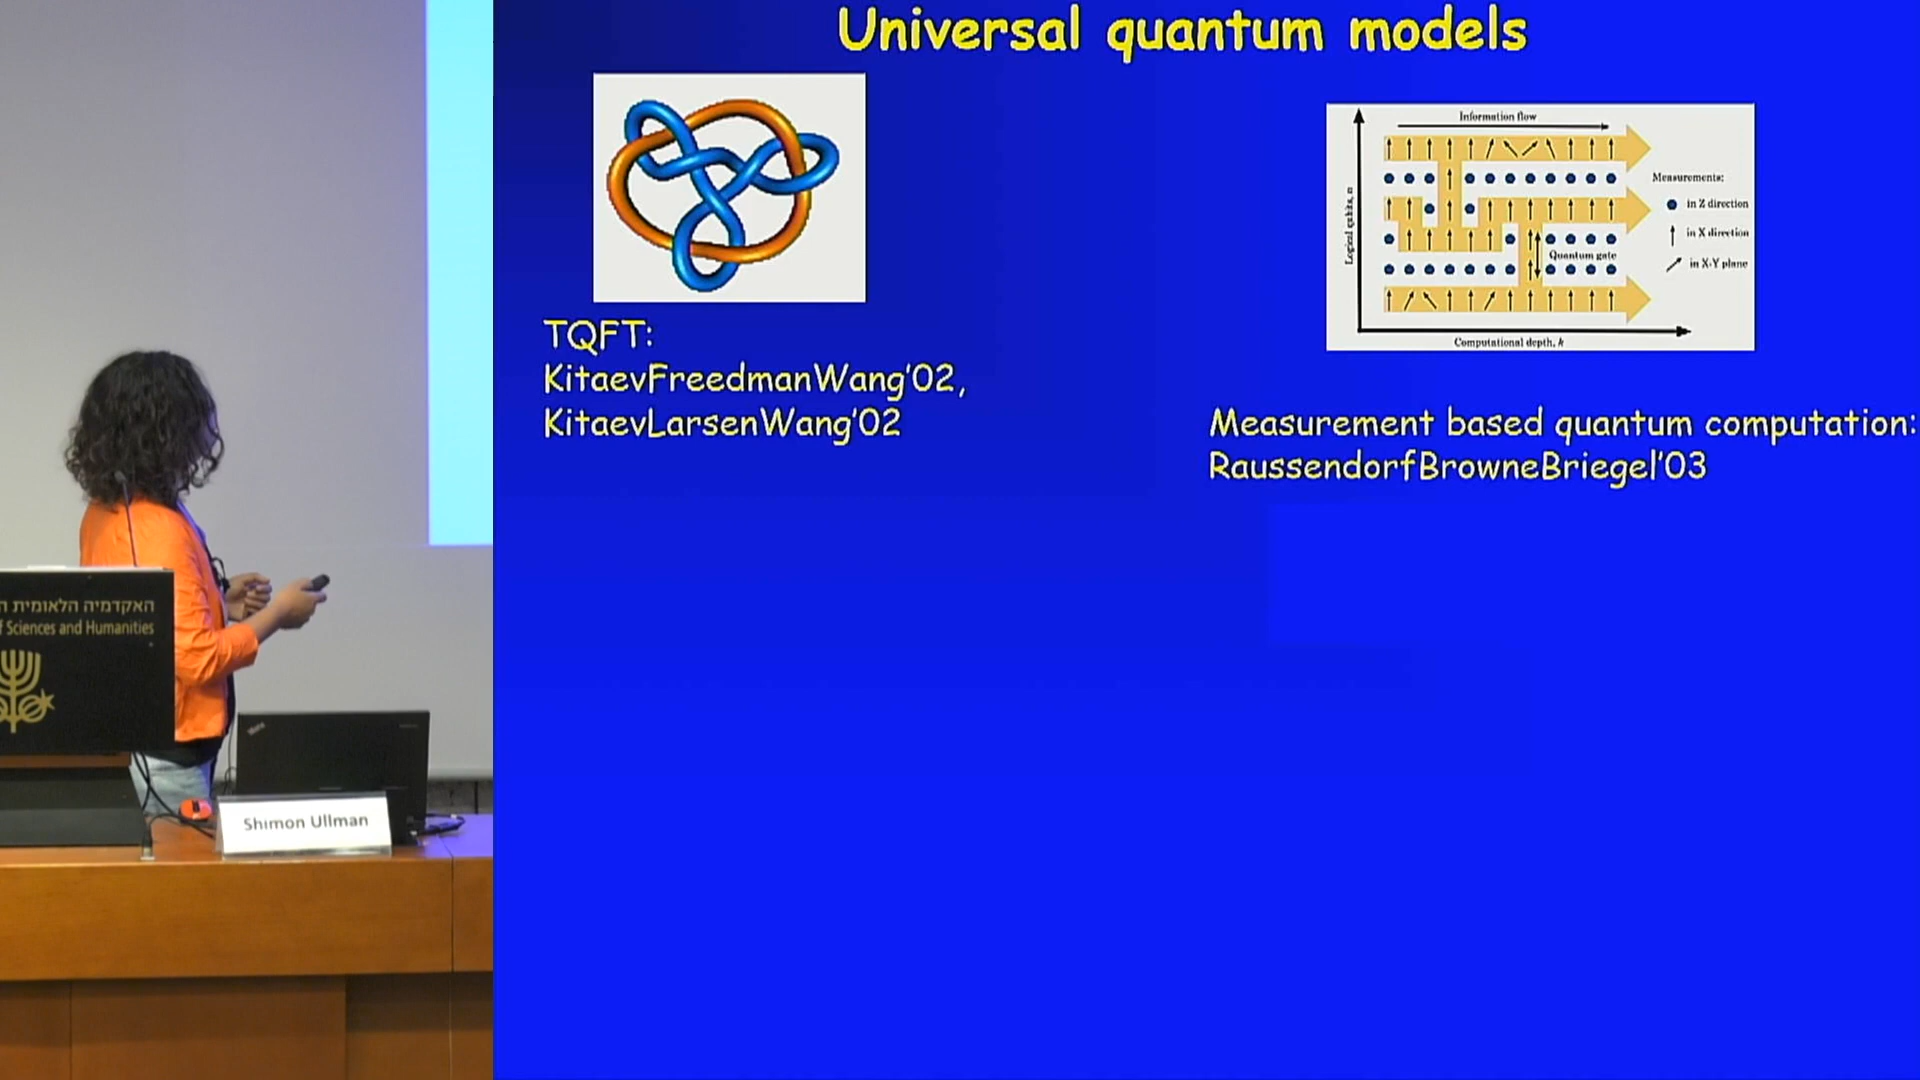 Universal quantum models
Information flow
Logical qubits, n
Measurements:
in Z direction
in X direction
in X-Y plane
Quantum gate
Computational depth, k
TQFT:
KitaevFreedmanWang'02,
KitaevLarsenWang'02
Measurement based quantum computation:
RaussendorfBrowneBriegel'03
האקדמיה הלאומית
f Sciences and Humanities
Shimon Ullman